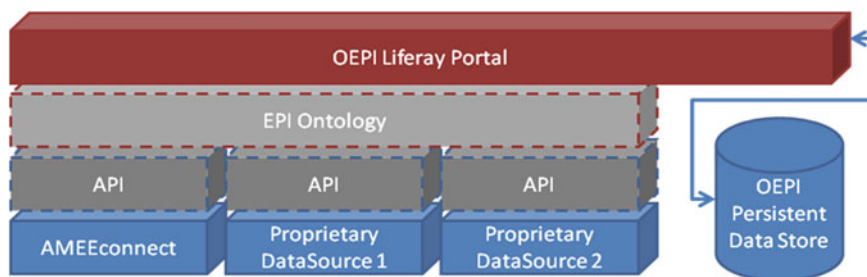 OEPI Liferay Portal
EPI Ontology
API
API
API
AMEEconnect
Proprietary
DataSource 1
Proprietary
DataSource 2
OEPI
Persistent
Data Store